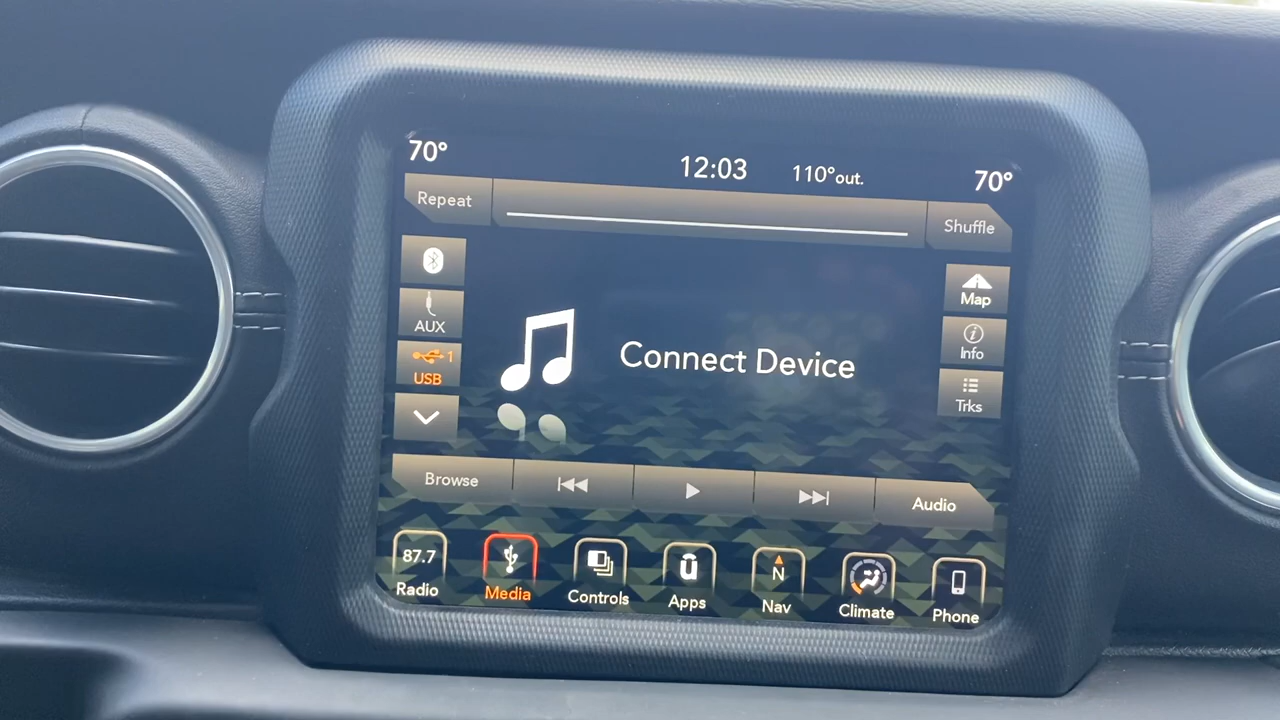 70°
12:03
110°out.
70°
Repeat
Shuffle
AUX
1
USB
Connect Device
Map
Info
Trks
Browse
Audio
87.7
Radio
Media
Controls
Apps
N
Nav
Climate
Phone